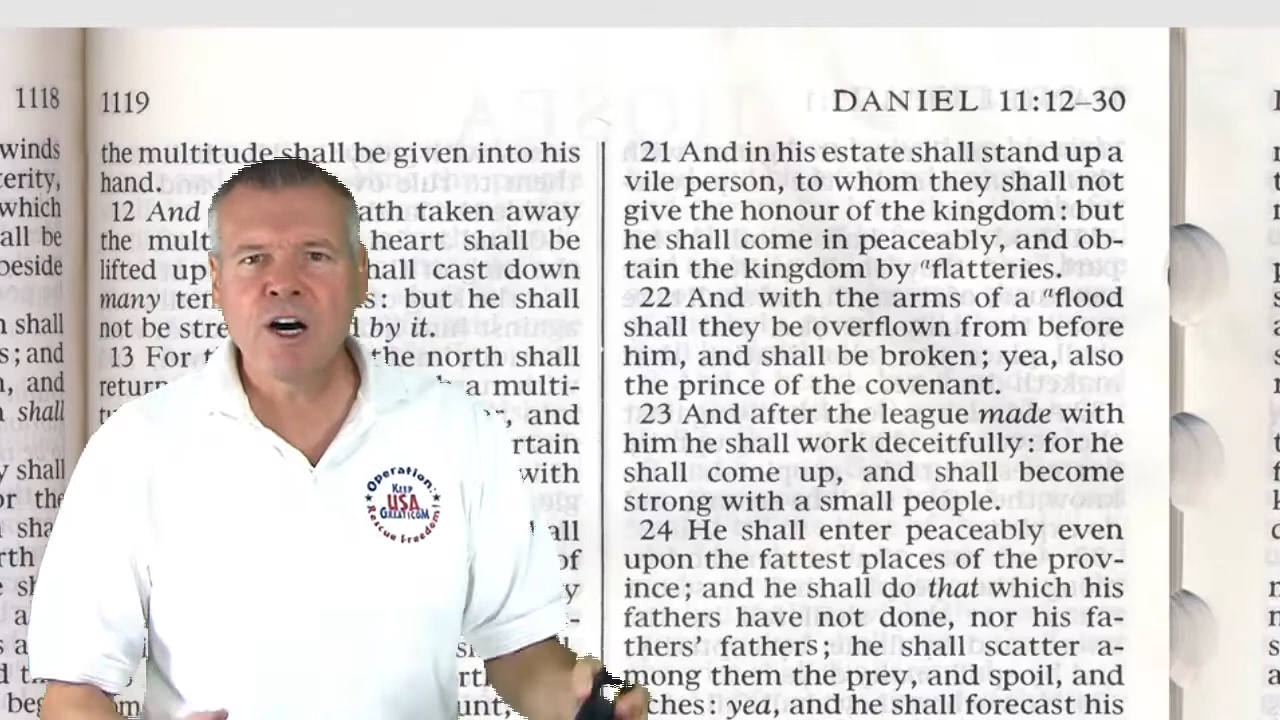 1118
winds
terity,
which
all be
beside
shall
s; and
, and
shall
shall
or the
sha
rth
1119
DANIEL 11:12–30
the multitude shall be given into his
hand.
12 And ath taken away
the mult heart shall be
lifted up hall cast down
many ten s: but he shall
not be stre d by it.
13 For t the north shall
return a multi-
r, and
rtain
with
all
of
y
unt,
21 And in his estate shall stand up a
vile person, to whom they shall not
give the honour of the kingdom: but
he shall come in peaceably, and ob-
tain the kingdom by "flatteries.
22 And with the arms of a "flood
shall they be overflown from before
him, and shall be broken; yea, also
the prince of the covenant.
23 And after the league made with
him he shall work deceitfully: for he
shall come up, and shall become
strong with a small people.
24 He shall enter peaceably even
upon the fattest places of the prov-
ince; and he shall do that which his
fathers have not done, nor his fa-
thers' fathers; he shall scatter a-
mong them the prey, and spoil, and
ches: yea, and he shall forecast his
Operation:
KEEP
USA
GREAT.COM
Rescue Freedom!